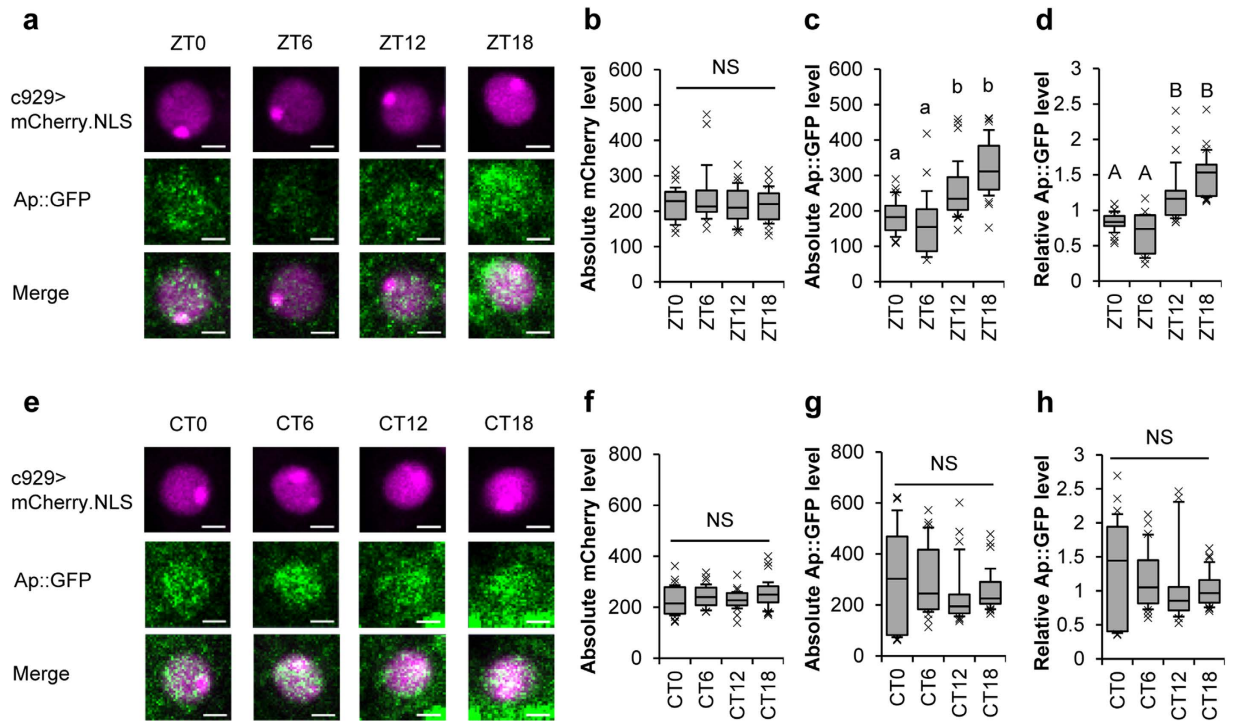 a
ZT0 ZT6 ZT12 ZT18
c929>
mCherry.NLS
Ap::GFP
Merge
b
Absolute mCherry level
600
500
400
300
200
100
0
NS
ZT0 ZT6 ZT12 ZT18
c
Absolute Ap::GFP level
600
500
400
300
200
100
0
a a b b
ZT0 ZT6 ZT12 ZT18
d
Relative Ap::GFP level
3
2.5
2
1.5
1
0.5
0
A A B B
ZT0 ZT6 ZT12 ZT18
e
CT0 CT6 CT12 CT18
c929>
mCherry.NLS
Ap::GFP
Merge
f
Absolute mCherry level
800
600
400
200
0
NS
CT0 CT6 CT12 CT18
g
Absolute Ap::GFP level
800
600
400
200
0
NS
CT0 CT6 CT12 CT18
h
Relative Ap::GFP level
3
2.5
2
1.5
1
0.5
0
NS
CT0 CT6 CT12 CT18